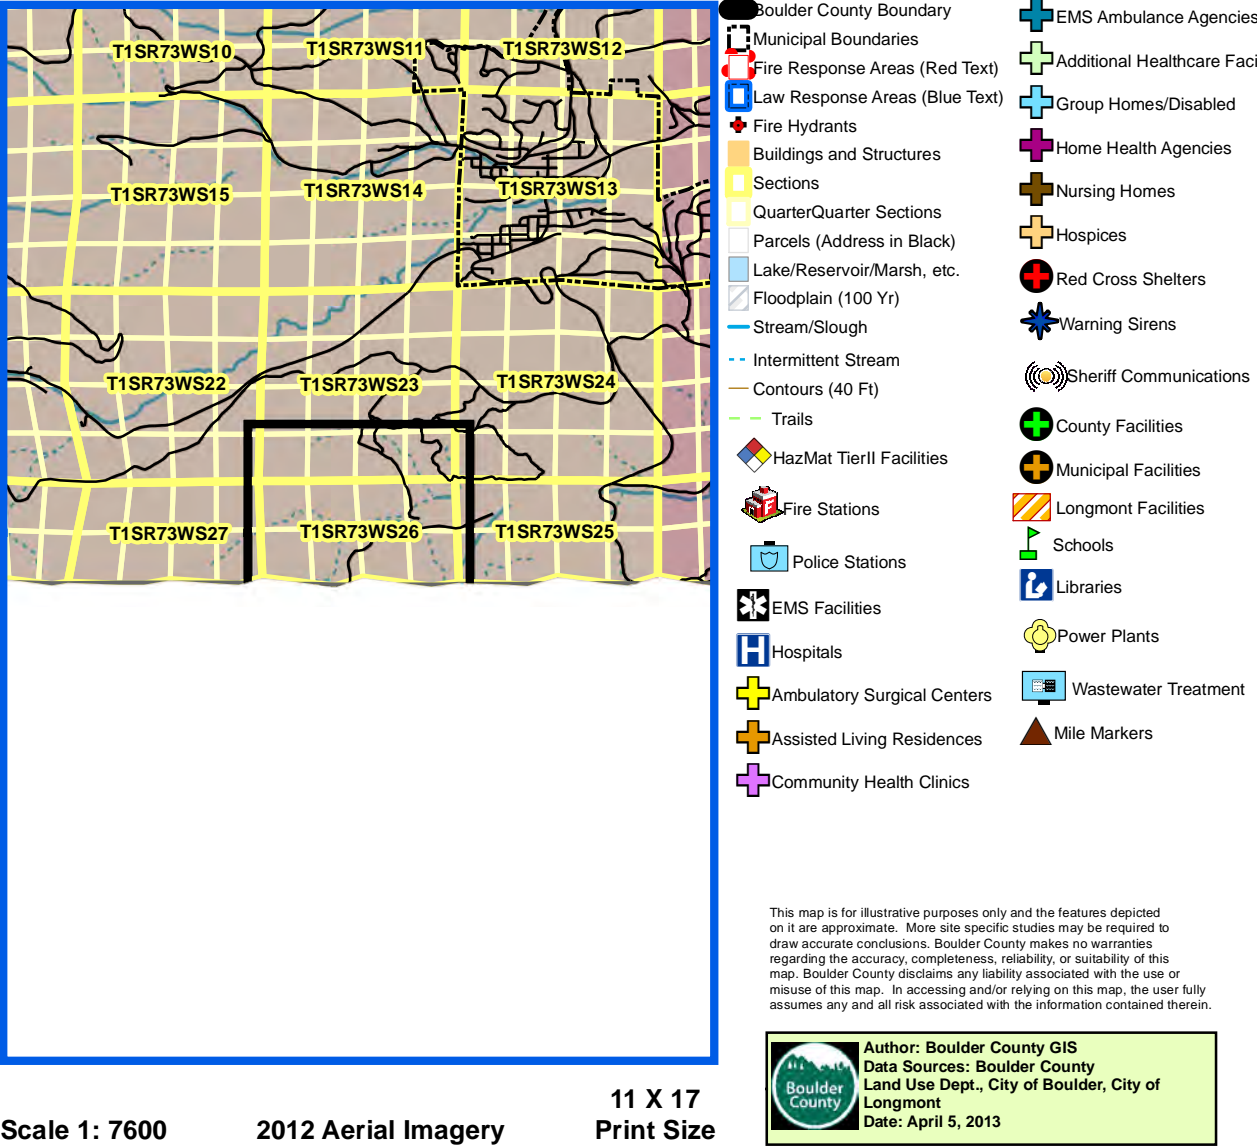 T1SR73WS10
T1SR73WS11
T1SR73WS12
T1SR73WS15
T1SR73WS14
T1SR73WS13
T1SR73WS22
T1SR73WS23
T1SR73WS24
T1SR73WS27
T1SR73WS26
T1SR73WS25
Boulder County Boundary
Municipal Boundaries
Fire Response Areas (Red Text)
Law Response Areas (Blue Text)
Fire Hydrants
Buildings and Structures
Sections
QuarterQuarter Sections
Parcels (Address in Black)
Lake/Reservoir/Marsh, etc.
Floodplain (100 Yr)
Stream/Slough
Intermittent Stream
Contours (40 Ft)
Trails
HazMat TierII Facilities
Fire Stations
Police Stations
EMS Facilities
H Hospitals
Ambulatory Surgical Centers
Assisted Living Residences
Community Health Clinics
EMS Ambulance Agencies
Additional Healthcare Faci
Group Homes/Disabled
Home Health Agencies
Nursing Homes
Hospices
Red Cross Shelters
Warning Sirens
Sheriff Communications
County Facilities
Municipal Facilities
Longmont Facilities
Schools
Libraries
Power Plants
Wastewater Treatment
Mile Markers
This map is for illustrative purposes only and the features depicted
on it are approximate. More site specific studies may be required to
draw accurate conclusions. Boulder County makes no warranties
regarding the accuracy, completeness, reliability, or suitability of this
map. Boulder County disclaims any liability associated with the use or
misuse of this map. In accessing and/or relying on this map, the user fully
assumes any and all risk associated with the information contained therein.
Boulder
County
Author: Boulder County GIS
Data Sources: Boulder County
Land Use Dept., City of Boulder, City of
Longmont
Date: April 5, 2013
Scale 1: 7600
2012 Aerial Imagery
11 X 17
Print Size